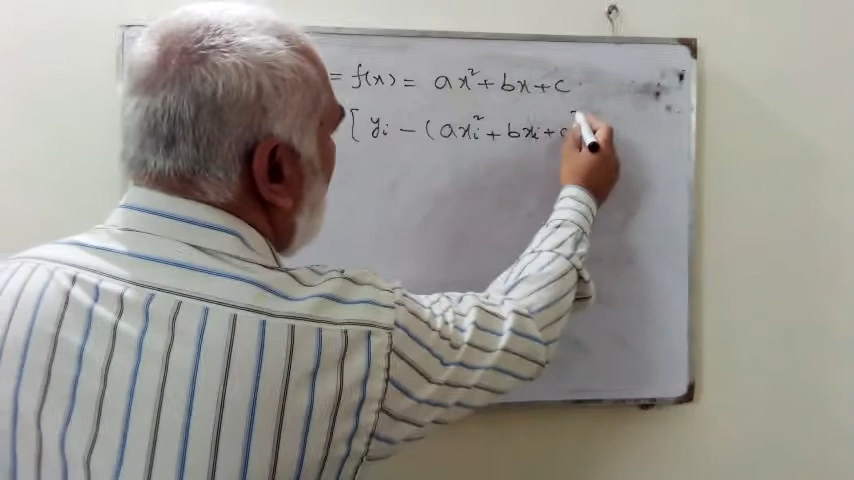 = f(x) = ax² + bx + c
[ yᵢ - (axᵢ² + bxᵢ + c